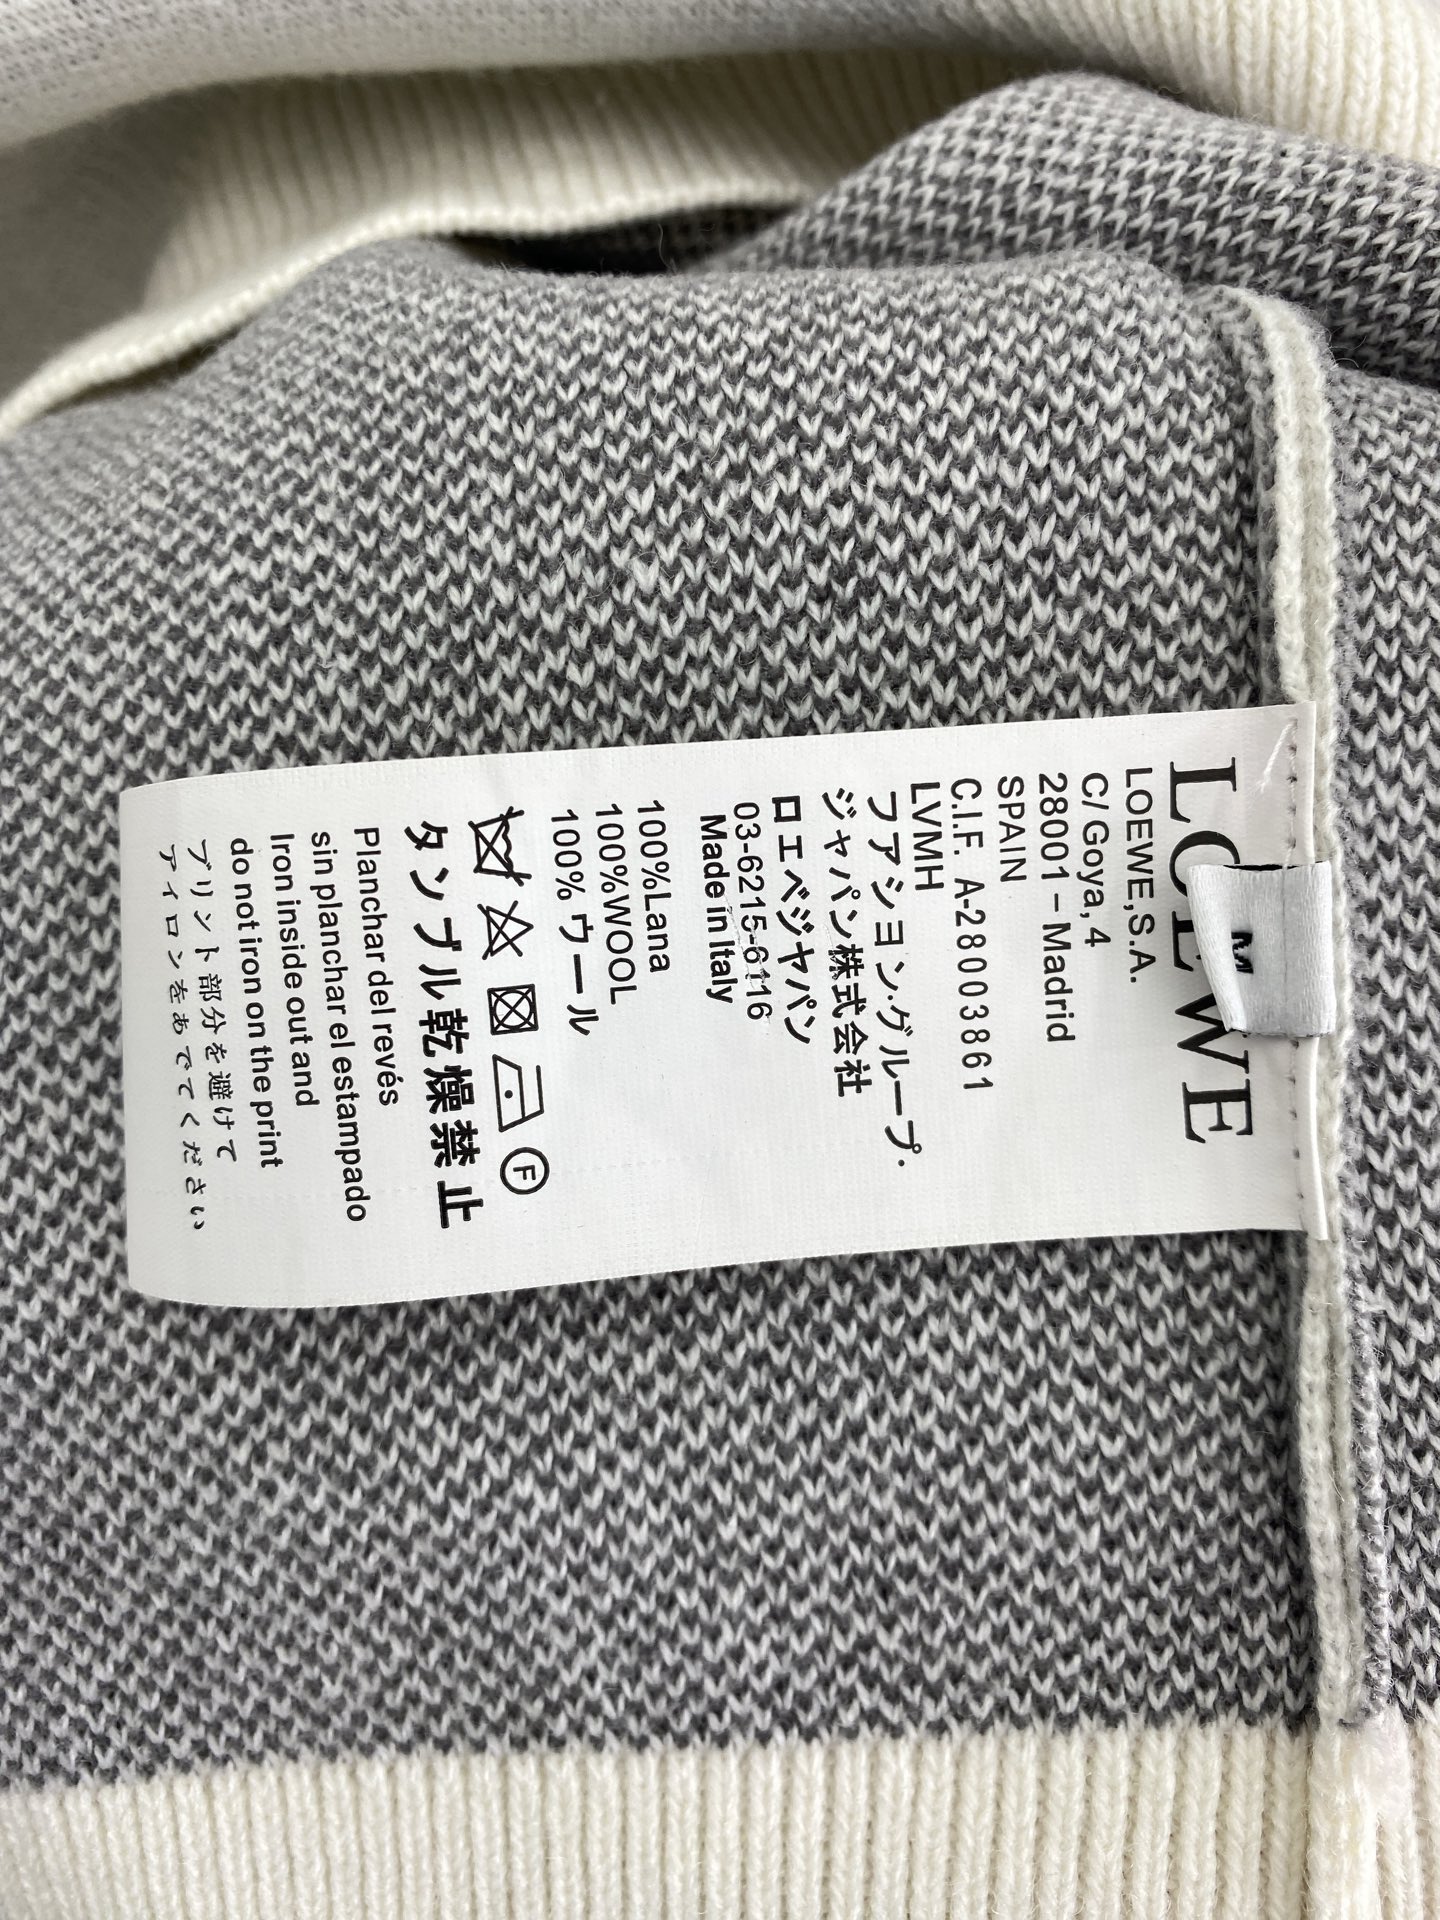 LOEWE
M
LOEWE,S.A.
C/ Goya, 4
28001 – Madrid
SPAIN
C.I.F. A-28003861
LVMH
ファション·グループ·
ジャパン株式会社
ロエベジャパン
03-6215-6116
Made in Italy
100%Lana
100%WOOL
100% ウール
F
タンブル乾燥禁止
Planchar del revés
sin planchar el estampado
Iron inside out and
do not iron on the print
プリント部分を避けて
アイロンをあててください